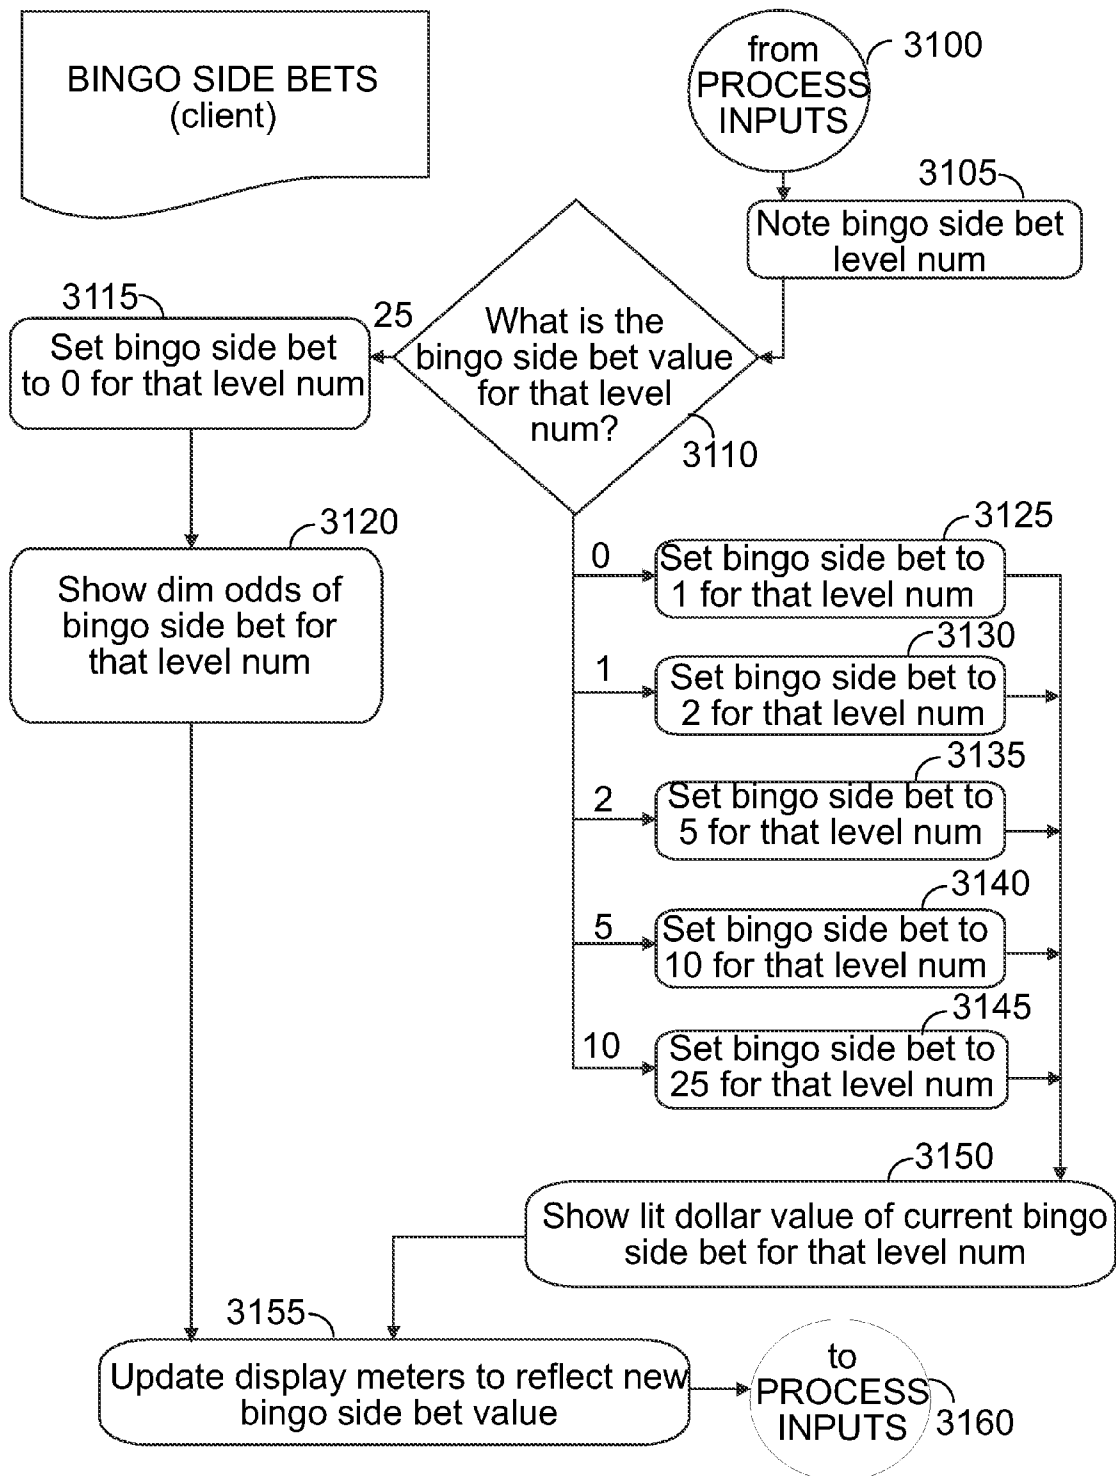 BINGO SIDE BETS
(client)
from
PROCESS
INPUTS
3100
3105
Note bingo side bet
level num
3115
25
Set bingo side bet
to 0 for that level num
What is the
bingo side bet value
for that level
num?
3110
3120
Show dim odds of
bingo side bet for
that level num
0
3125
Set bingo side bet to
1 for that level num
1
3130
Set bingo side bet to
2 for that level num
2
3135
Set bingo side bet to
5 for that level num
5
3140
Set bingo side bet to
10 for that level num
10
3145
Set bingo side bet to
25 for that level num
3150
Show lit dollar value of current bingo
side bet for that level num
3155
Update display meters to reflect new
bingo side bet value
to
PROCESS
INPUTS
3160